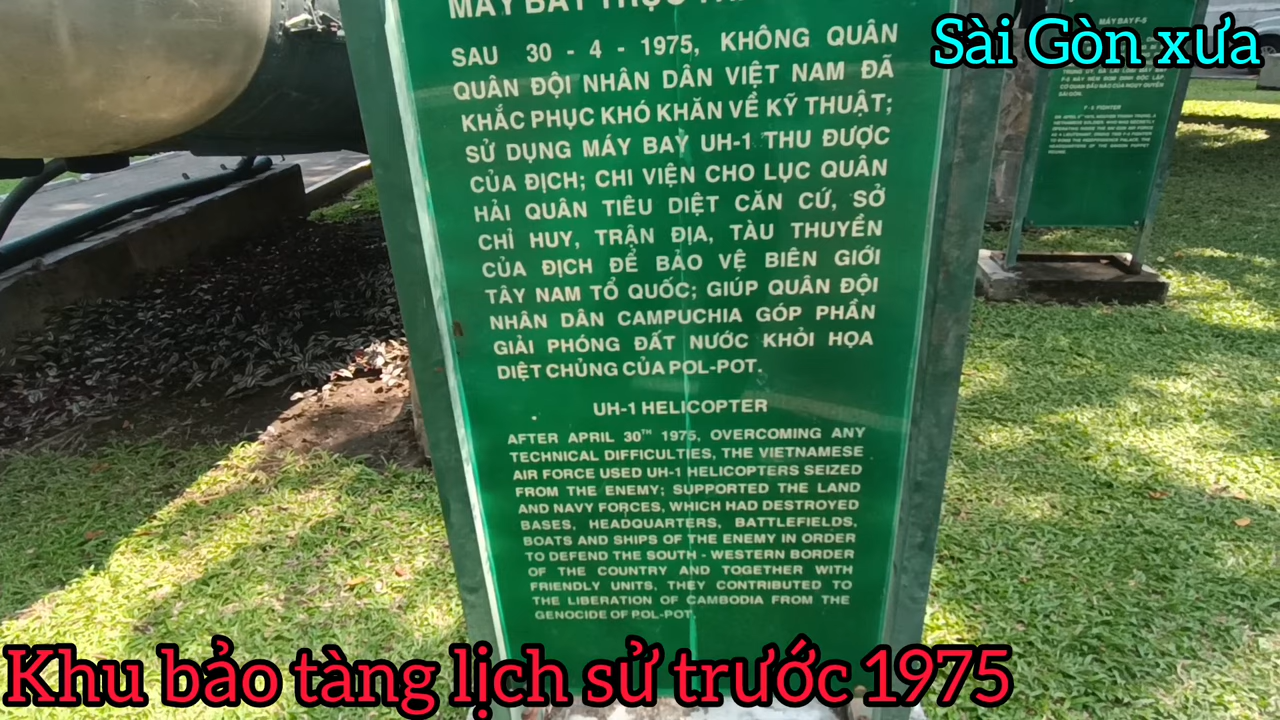 Sài Gòn xưa
SAU 30 - 4 - 1975, KHÔNG QUÂN
QUÂN ĐỘI NHÂN DÂN VIỆT NAM ĐÃ
KHẮC PHỤC KHÓ KHĂN VỀ KỸ THUẬT;
SỬ DỤNG MÁY BAY UH-1 THU ĐƯỢC
CỦA ĐỊCH; CHI VIỆN CHO LỤC QUÂN
HẢI QUÂN TIÊU DIỆT CĂN CỨ, SỞ
CHỈ HUY, TRẬN ĐỊA, TÀU THUYỀN
CỦA ĐỊCH ĐỂ BẢO VỆ BIÊN GIỚI
TÂY NAM TỔ QUỐC; GIÚP QUÂN ĐỘI
NHÂN DÂN CAMPUCHIA GÓP PHẦN
GIẢI PHÓNG ĐẤT NƯỚC KHỎI HỌA
DIỆT CHỦNG CỦA POL-POT.
UH-1 HELICOPTER
AFTER APRIL 30TH 1975, OVERCOMING ANY
TECHNICAL DIFFICULTIES, THE VIETNAMESE
AIR FORCE USED UH-1 HELICOPTERS SEIZED
FROM THE ENEMY; SUPPORTED THE LAND
AND NAVY FORCES, WHICH HAD DESTROYED
BASES, HEADQUARTERS, BATTLEFIELDS,
BOATS AND SHIPS OF THE ENEMY IN ORDER
TO DEFEND THE SOUTH - WESTERN BORDER
OF THE COUNTRY AND TOGETHER WITH
FRIENDLY UNITS, THEY CONTRIBUTED TO
THE LIBERATION OF CAMBODIA FROM THE
GENOCIDE OF POL-POT.
MÁY BAY F-5
F-5 FIGHTER
Khu bảo tàng lịch sử trước 1975